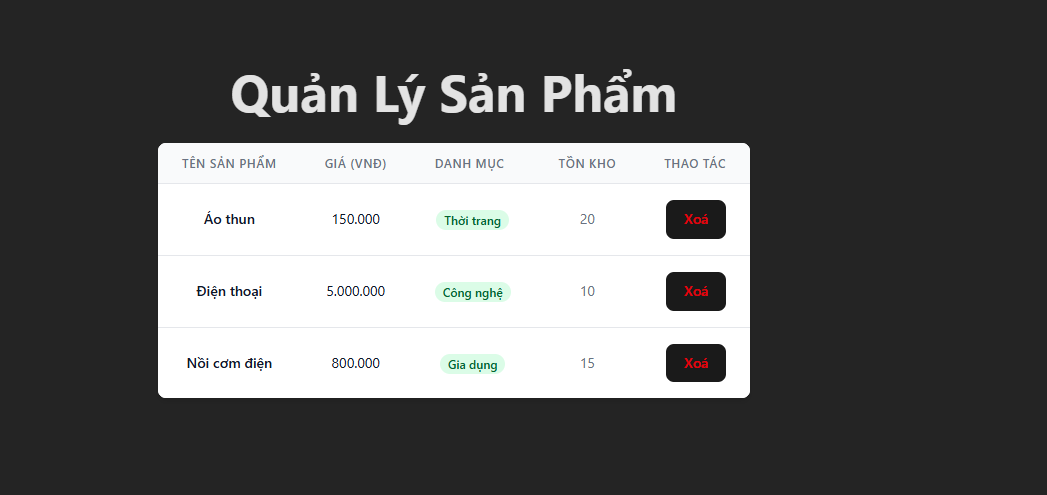 Quản Lý Sản Phẩm
TÊN SẢN PHẨM GIÁ (VNĐ) DANH MỤC TỒN KHO THAO TÁC
Áo thun 150.000 Thời trang 20 Xoá
Điện thoại 5.000.000 Công nghệ 10 Xoá
Nồi cơm điện 800.000 Gia dụng 15 Xoá